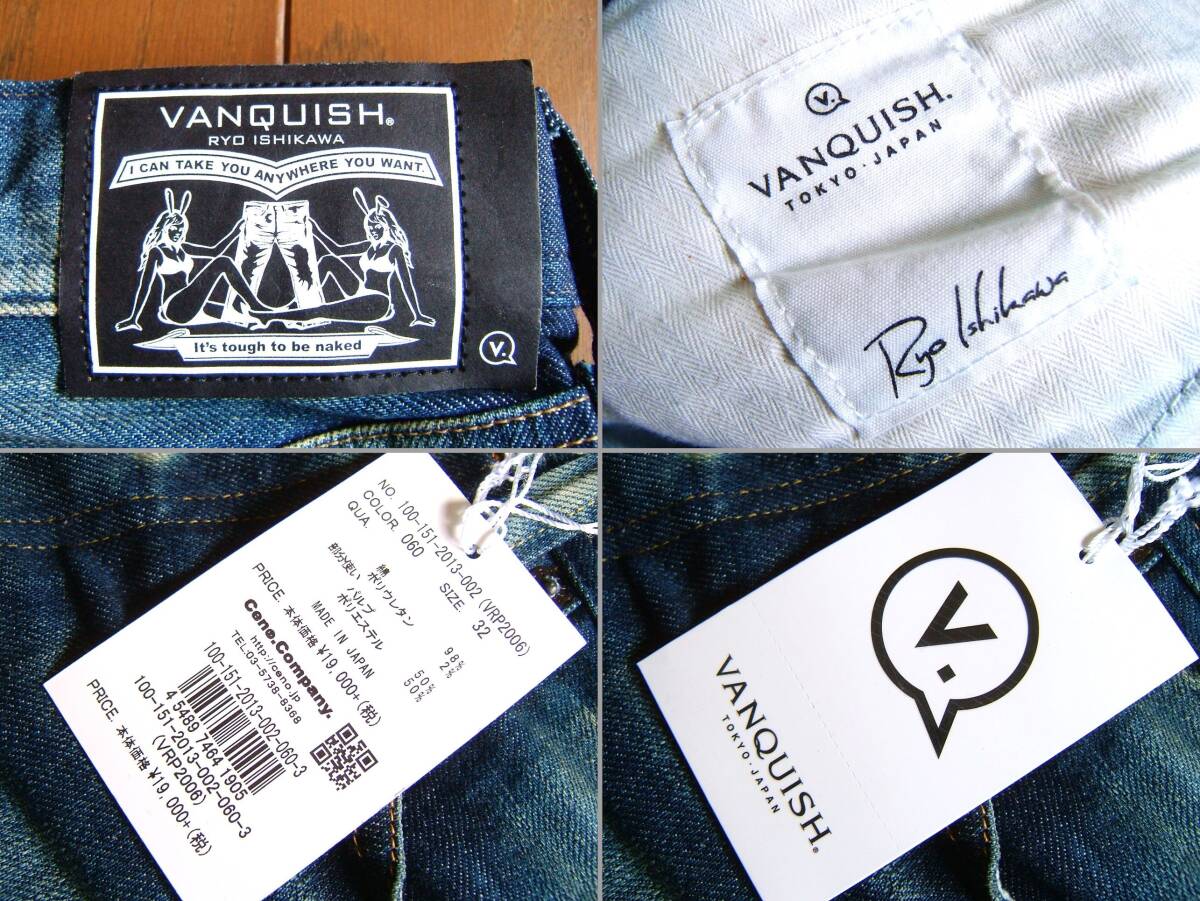 VANQUISH®
RYO ISHIKAWA
I CAN TAKE YOU ANYWHERE YOU WANT.
It's tough to be naked
V.
V.
VANQUISH.
TOKYO.JAPAN
Ryo Ishikawa
NO. 100-151-2013-002 (VRP2006)
COLOR 060 SIZE. 32
QUA.
綿 98%
ポリウレタン 2%
部分使い パルプ 50%
ポリエステル 50%
MADE IN JAPAN
PRICE. 本体価格 ¥19,000+(税)
Ceno.Company.
http://ceno.jp
TEL.03-5738-8368
100-151-2013-002-060-3
4 5489 7464 1905
100-151-2013-002-060-3
(VRP2006)
PRICE. 本体価格 ¥19,000+(税)
V.
VANQUISH®
TOKYO.JAPAN